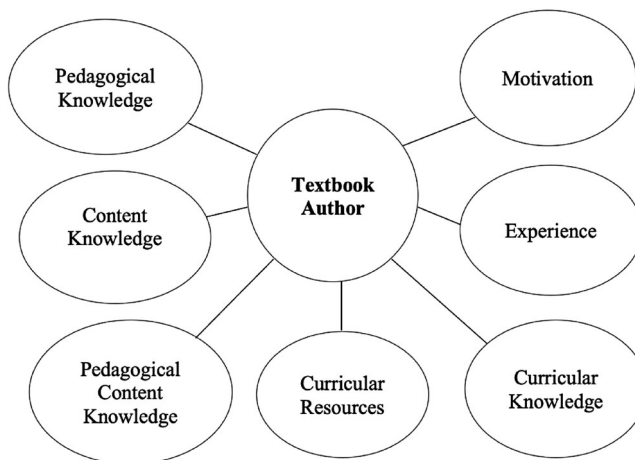 Pedagogical
Knowledge
Motivation
Textbook
Author
Content
Knowledge
Experience
Pedagogical
Content
Knowledge
Curricular
Resources
Curricular
Knowledge